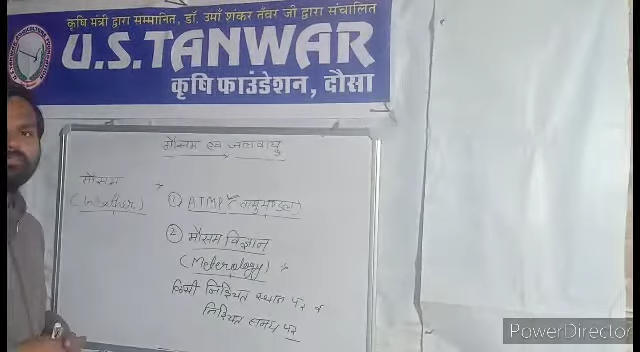 कृषि मंत्री द्वारा सम्मानित, डॉ. उमाँ शंकर तँवर जी द्वारा संचालित
U.S.TANWAR
कृषि फाउंडेशन, दौसा
मौसम एवं जलवायु
मौसम
(Weather)
① ATMP (वायुमण्डल)
② मौसम विज्ञान
(Meterology)
किसी निश्चित स्थान पर व
निश्चित समय पर
PowerDirector